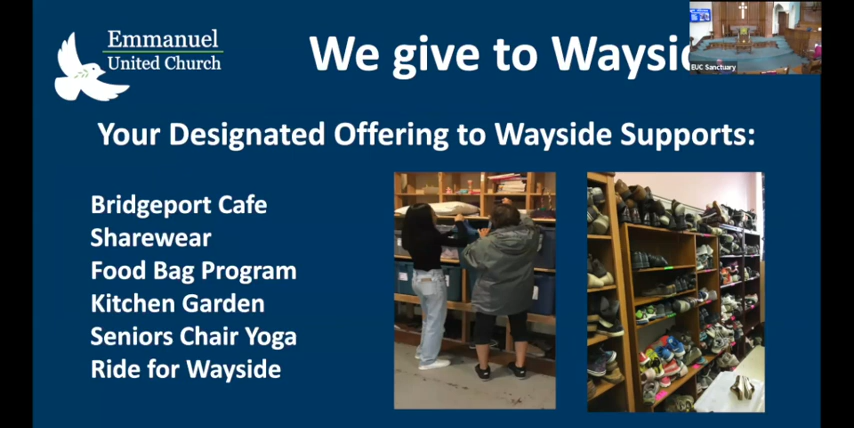 Emmanuel
United Church
We give to Waysi
EUC Sanctuary
Your Designated Offering to Wayside Supports:
Bridgeport Cafe
Sharewear
Food Bag Program
Kitchen Garden
Seniors Chair Yoga
Ride for Wayside